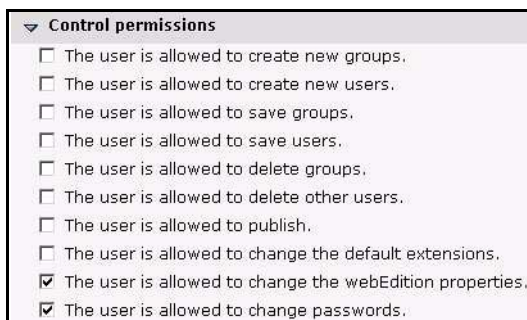 Control permissions
The user is allowed to create new groups.
The user is allowed to create new users.
The user is allowed to save groups.
The user is allowed to save users.
The user is allowed to delete groups.
The user is allowed to delete other users.
The user is allowed to publish.
The user is allowed to change the default extensions.
The user is allowed to change the webEdition properties.
The user is allowed to change passwords.